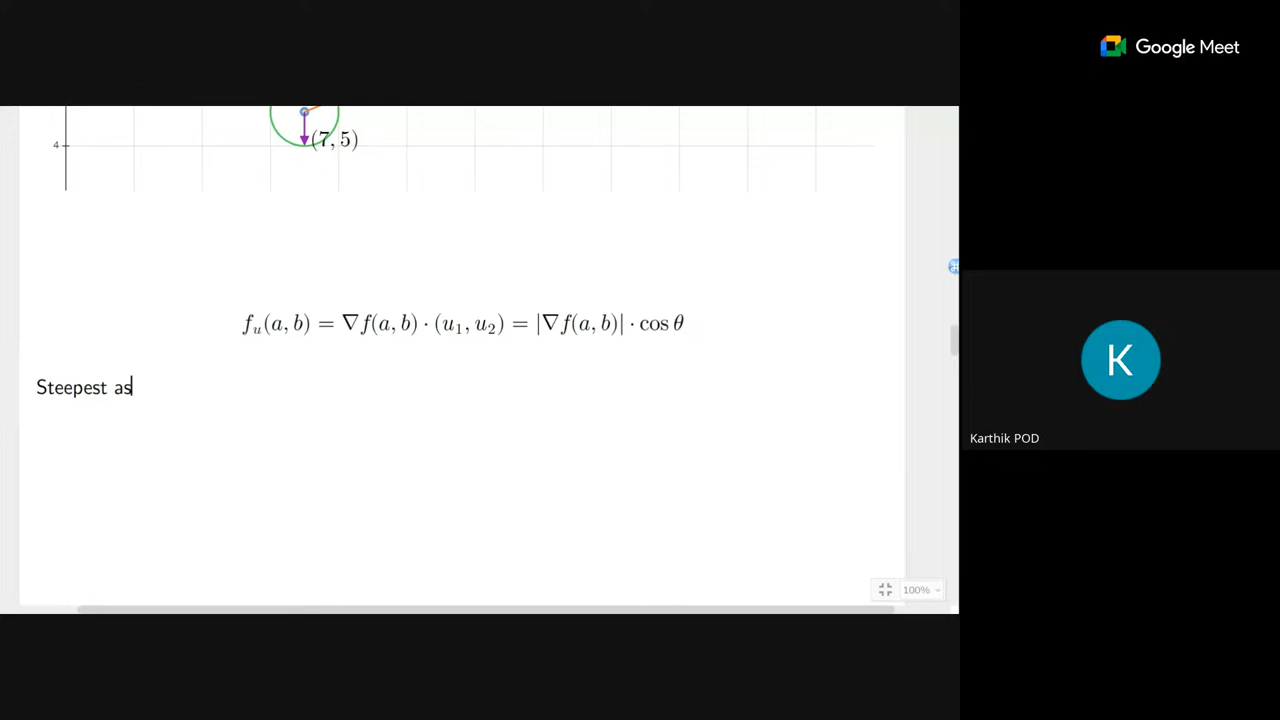 Google Meet
(7, 5)
4
f_u(a, b) = ∇f(a, b) · (u_1, u_2) = |∇f(a, b)| · cos θ
Steepest as
K
Karthik POD
100%